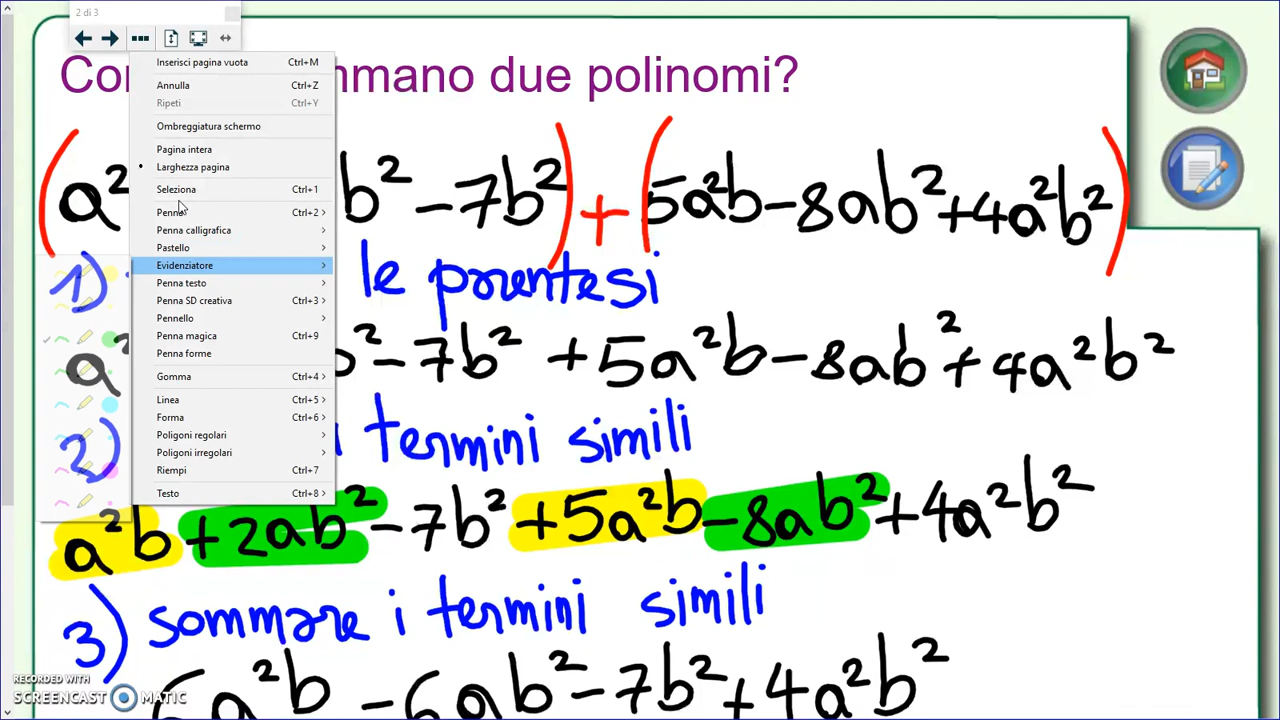 2 di 3
Inserisci pagina vuota Ctrl+M
Annulla Ctrl+Z
Ripeti Ctrl+Y
Ombreggiatura schermo
Pagina intera
Larghezza pagina
Seleziona Ctrl+1
Penna Ctrl+2
Penna calligrafica
Pastello
Evidenziatore
Penna testo
Penna SD creativa Ctrl+3
Pennello
Penna magica Ctrl+9
Penna forme
Gomma Ctrl+4
Linea Ctrl+5
Forma Ctrl+6
Poligoni regolari
Poligoni irregolari
Riempi Ctrl+7
Testo Ctrl+8
Co mmano due polinomi?
(a² b² -7b²) + (5a²b-8ab²+4a²b²)
1) le parentesi
a² b²-7b² +5a²b-8ab²+4a²b²
2) i termini simili
a²b +2ab² -7b² +5a²b -8ab² +4a²b²
3) sommare i termini simili
6a²b -6ab² -7b² +4a²b²
RECORDED WITH
SCREENCAST MATIC